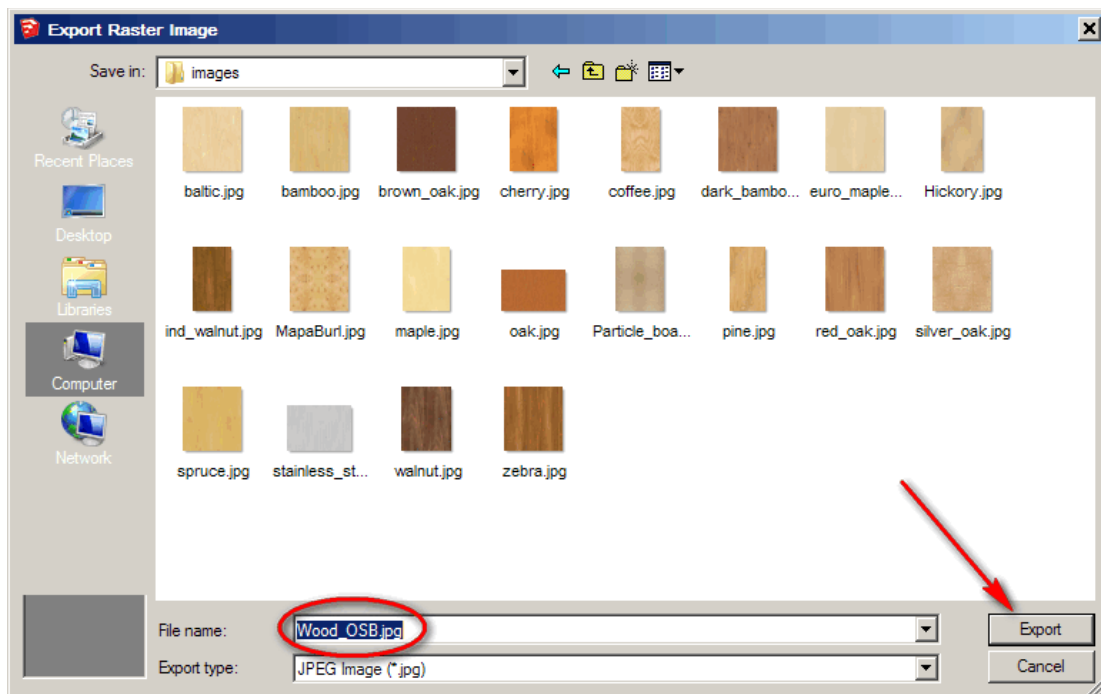 Export Raster Image
Save in: images
Recent Places
Desktop
Libraries
Computer
Network
baltic.jpg bamboo.jpg brown_oak.jpg cherry.jpg coffee.jpg dark_bambo... euro_maple... Hickory.jpg
ind_walnut.jpg MapaBurl.jpg maple.jpg oak.jpg Particle_boa... pine.jpg red_oak.jpg silver_oak.jpg
spruce.jpg stainless_st... walnut.jpg zebra.jpg
File name: Wood_OSB.jpg Export
Export type: JPEG Image (*.jpg) Cancel